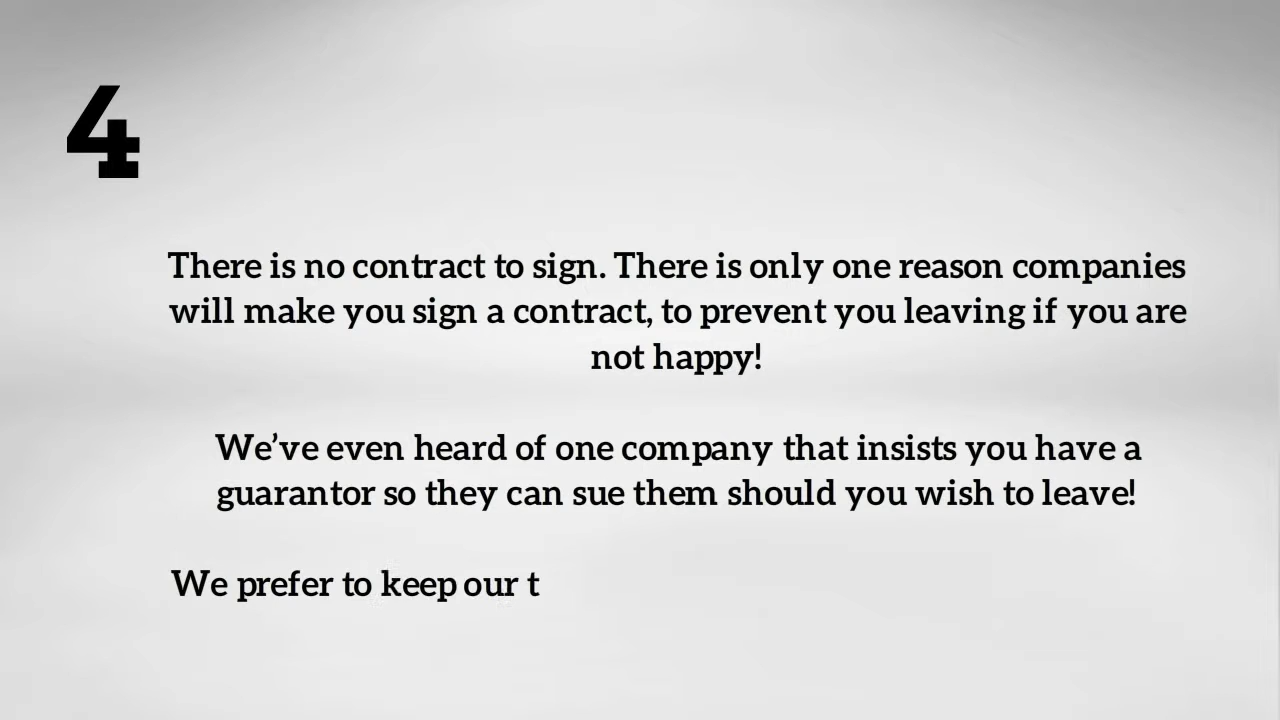 4
There is no contract to sign. There is only one reason companies
will make you sign a contract, to prevent you leaving if you are
not happy!
We’ve even heard of one company that insists you have a
guarantor so they can sue them should you wish to leave!
We prefer to keep our t